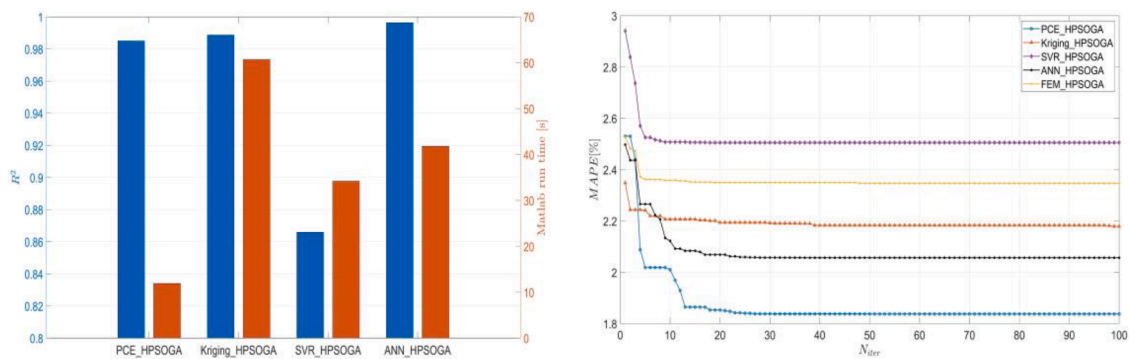 1
0.98
0.96
0.94
0.92
0.9
0.88
0.86
0.84
0.82
0.8
R²
70
60
50
40
30
20
10
0
Matlab run time [s]
PCE_HPSOGA Kriging_HPSOGA SVR_HPSOGA ANN_HPSOGA
3
2.8
2.6
2.4
2.2
2
1.8
MAPE[%]
0 10 20 30 40 50 60 70 80 90 100
N_iter
PCE_HPSOGA
Kriging_HPSOGA
SVR_HPSOGA
ANN_HPSOGA
FEM_HPSOGA